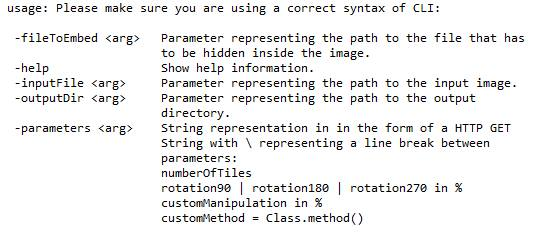 usage: Please make sure you are using a correct syntax of CLI:
-fileToEmbed <arg> Parameter representing the path to the file that has
to be hidden inside the image.
-help Show help information.
-inputFile <arg> Parameter representing the path to the input image.
-outputDir <arg> Parameter representing the path to the output
directory.
-parameters <arg> String representation in in the form of a HTTP GET
String with \ representing a line break between
parameters:
numberOfTiles
rotation90 | rotation180 | rotation270 in %
customManipulation in %
customMethod = Class.method()